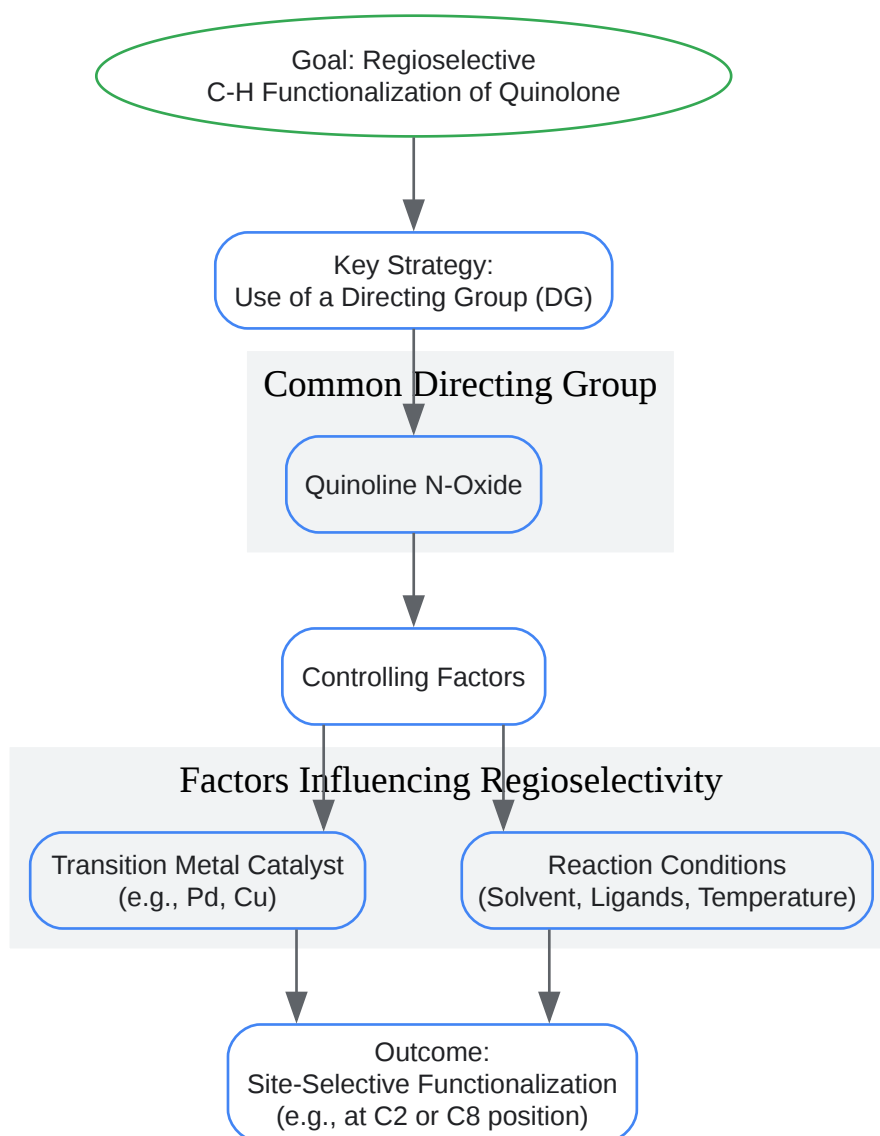 Goal: Regioselective
C-H Functionalization of Quinolone
Key Strategy:
Use of a Directing Group (DG)
Common Directing Group
Quinoline N-Oxide
Controlling Factors
Factors Influencing Regioselectivity
Transition Metal Catalyst
(e.g., Pd, Cu)
Reaction Conditions
(Solvent, Ligands, Temperature)
Outcome:
Site-Selective Functionalization
(e.g., at C2 or C8 position)